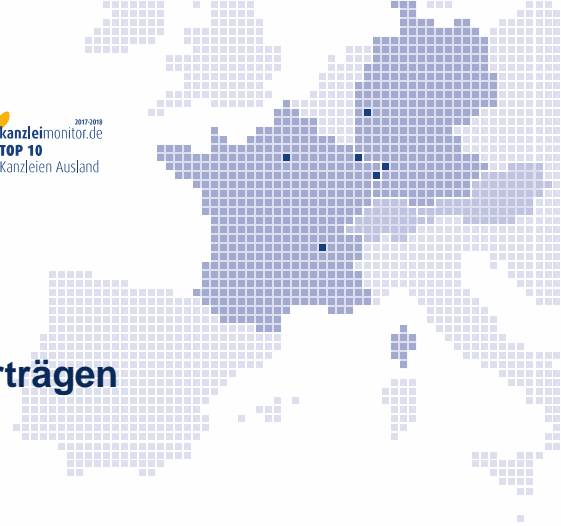 2017-2018
kanzleimonitor.de
TOP 10
Kanzleien Ausland
rträgen